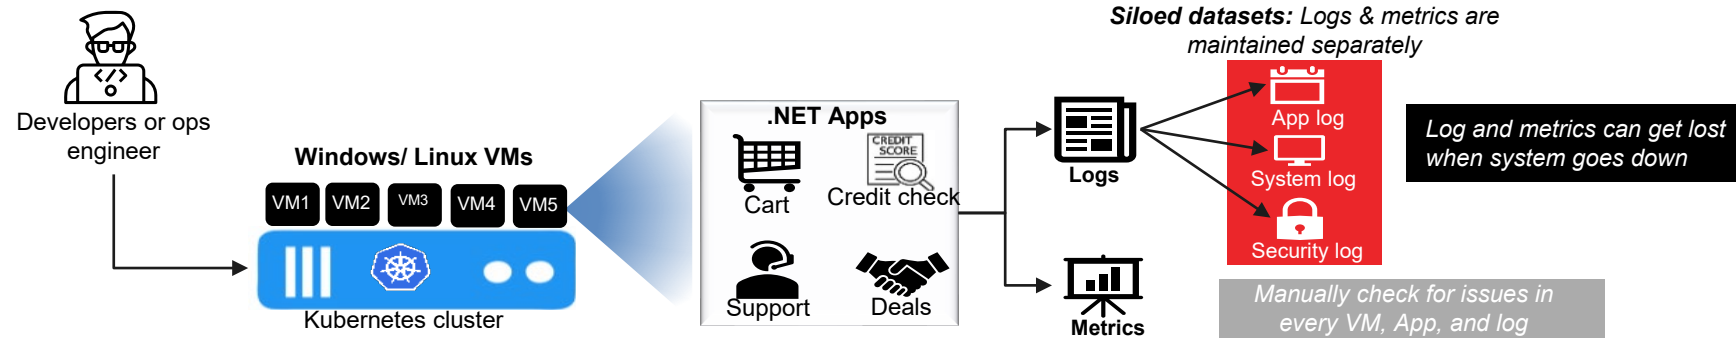 Developers or ops
engineer
Windows/ Linux VMs
VM1 VM2 VM3 VM4 VM5
Kubernetes cluster
.NET Apps
CREDIT
SCORE
Cart
Credit check
Support
Deals
Logs
Metrics
Siloed datasets: Logs & metrics are
maintained separately
App log
System log
Security log
Log and metrics can get lost
when system goes down
Manually check for issues in
every VM, App, and log